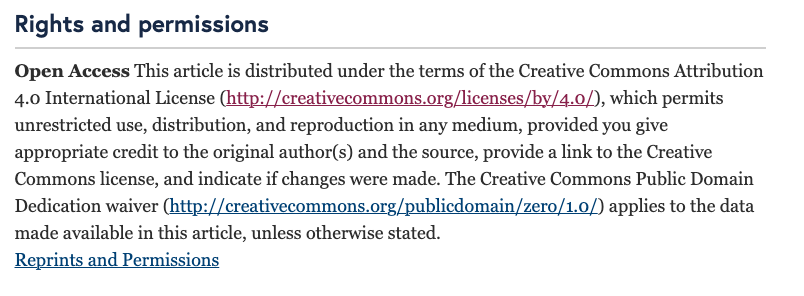 Rights and permissions
Open Access This article is distributed under the terms of the Creative Commons Attribution
4.0 International License (http://creativecommons.org/licenses/by/4.0/), which permits
unrestricted use, distribution, and reproduction in any medium, provided you give
appropriate credit to the original author(s) and the source, provide a link to the Creative
Commons license, and indicate if changes were made. The Creative Commons Public Domain
Dedication waiver (http://creativecommons.org/publicdomain/zero/1.0/) applies to the data
made available in this article, unless otherwise stated.
Reprints and Permissions